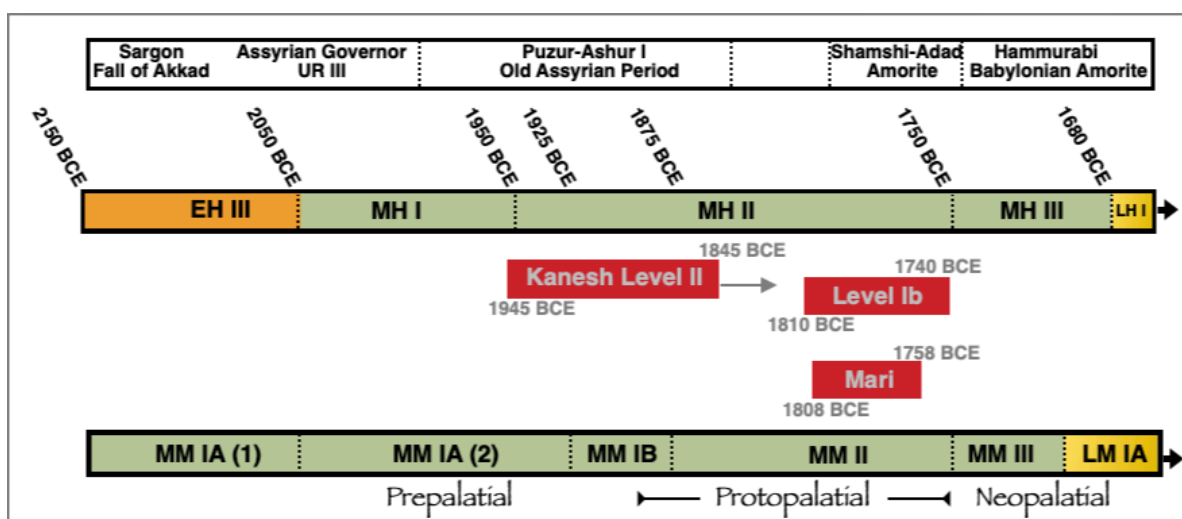 Sargon
Fall of Akkad
Assyrian Governor
UR III
Puzur-Ashur I
Old Assyrian Period
Shamshi-Adad
Amorite
Hammurabi
Babylonian Amorite
2150 BCE
2050 BCE
1950 BCE
1925 BCE
1875 BCE
1750 BCE
1680 BCE
EH III
MH I
MH II
MH III
LH I
1845 BCE
Kanesh Level II
1945 BCE
1740 BCE
Level Ib
1810 BCE
1758 BCE
Mari
1808 BCE
MM IA (1)
MM IA (2)
MM IB
MM II
MM III
LM IA
Prepalatial
Protopalatial
Neopalatial